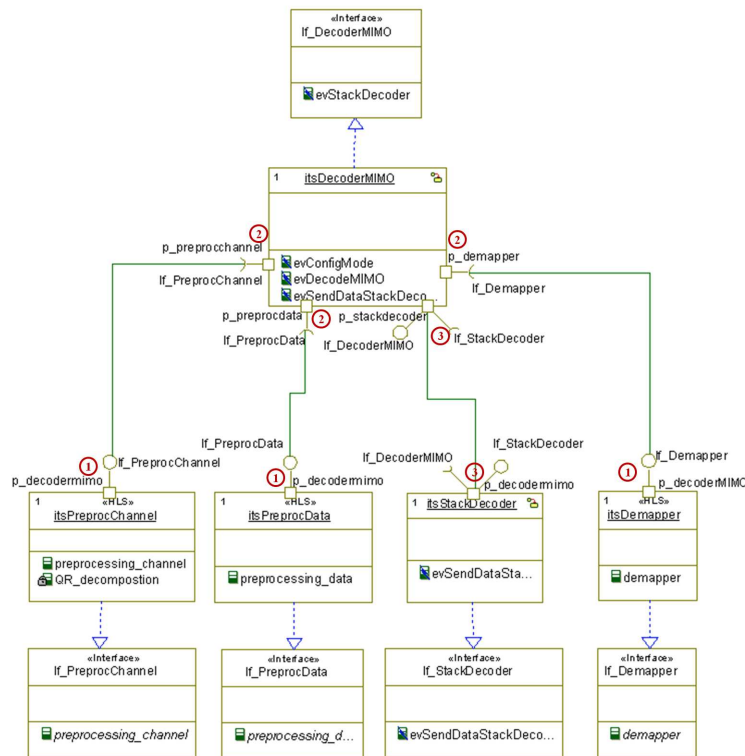 «Interface»
If_DecoderMIMO
evStackDecoder
1 itsDecoderMIMO
2 2
p_preprocchannel p_demapper
evConfigMode
If_PreprocChannel evDecodeMIMO If_Demapper
evSendDataStackDeco...
p_preprocdata 2 p_stackdecoder
If_PreprocData If_DecoderMIMO 3 If_StackDecoder
If_PreprocData If_StackDecoder
1 If_PreprocChannel If_DecoderMIMO If_Demapper
p_decodermimo 1 p_decodermimo 3 p_decodermimo 1 p_decoderMIMO
1 «HLS» 1 «HLS» 1 1 «HLS»
itsPreprocChannel itsPreprocData itsStackDecoder itsDemapper
preprocessing_channel
QR_decompostion preprocessing_data evSendDataSta... demapper
«Interface» «Interface» «Interface» «Interface»
If_PreprocChannel If_PreprocData If_StackDecoder If_Demapper
preprocessing_channel preprocessing_d... evSendDataStackDeco... demapper